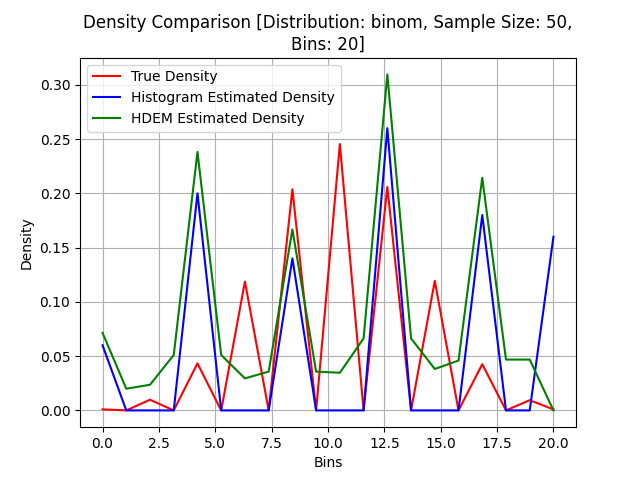 Density Comparison [Distribution: binom, Sample Size: 50,
Bins: 20]
True Density
Histogram Estimated Density
HDEM Estimated Density
Density
0.30
0.25
0.20
0.15
0.10
0.05
0.00
0.0 2.5 5.0 7.5 10.0 12.5 15.0 17.5 20.0
Bins